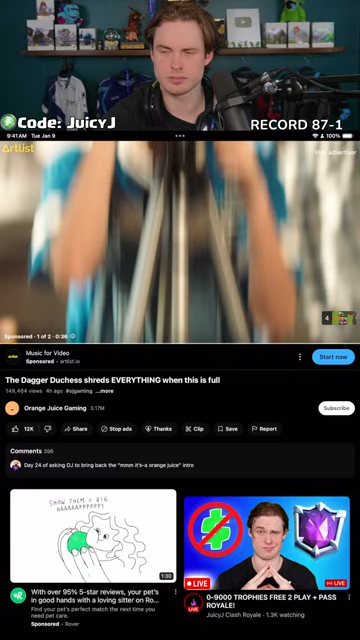 Code: JuicyJ
RECORD 87-1
9:41AM Tue Jan 9
100%
Artlist
Visit advertiser
4
Sponsored · 1 of 2 · 0:36
Music for Video
Sponsored · artlist.io
Start now
The Dagger Duchess shreds EVERYTHING when this is full
149,484 views 4h ago #ojgaming ...more
Orange Juice Gaming 3.17M
Subscribe
12K
Share
Stop ads
Thanks
Clip
Save
Report
Comments 396
Day 24 of asking OJ to bring back the "mmm it's-a orange juice" intro
SHOW THEM UR BIG
HAAAAAPPPPPY
1:30
LIVE
LIVE
With over 95% 5-star reviews, your pet's
in good hands with a loving sitter on Ro...
Find your pet's perfect match the next time you
need pet care.
Sponsored · Rover
0-9000 TROPHIES FREE 2 PLAY + PASS
ROYALE!
JuicyJ Clash Royale · 1.3K watching